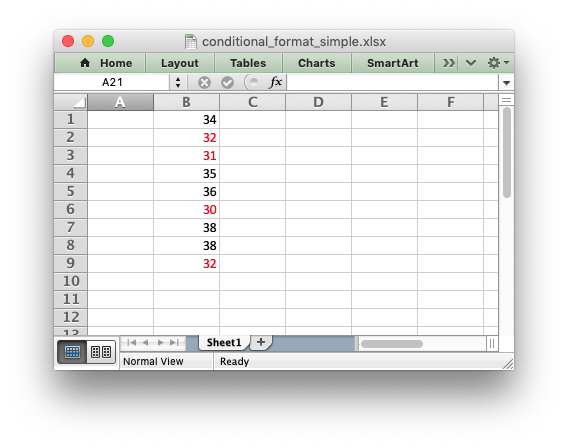 conditional_format_simple.xlsx
Home Layout Tables Charts SmartArt
A21 fx
A B C D E F
1 34
2 32
3 31
4 35
5 36
6 30
7 38
8 38
9 32
10
11
12
13
Sheet1 +
Normal View Ready